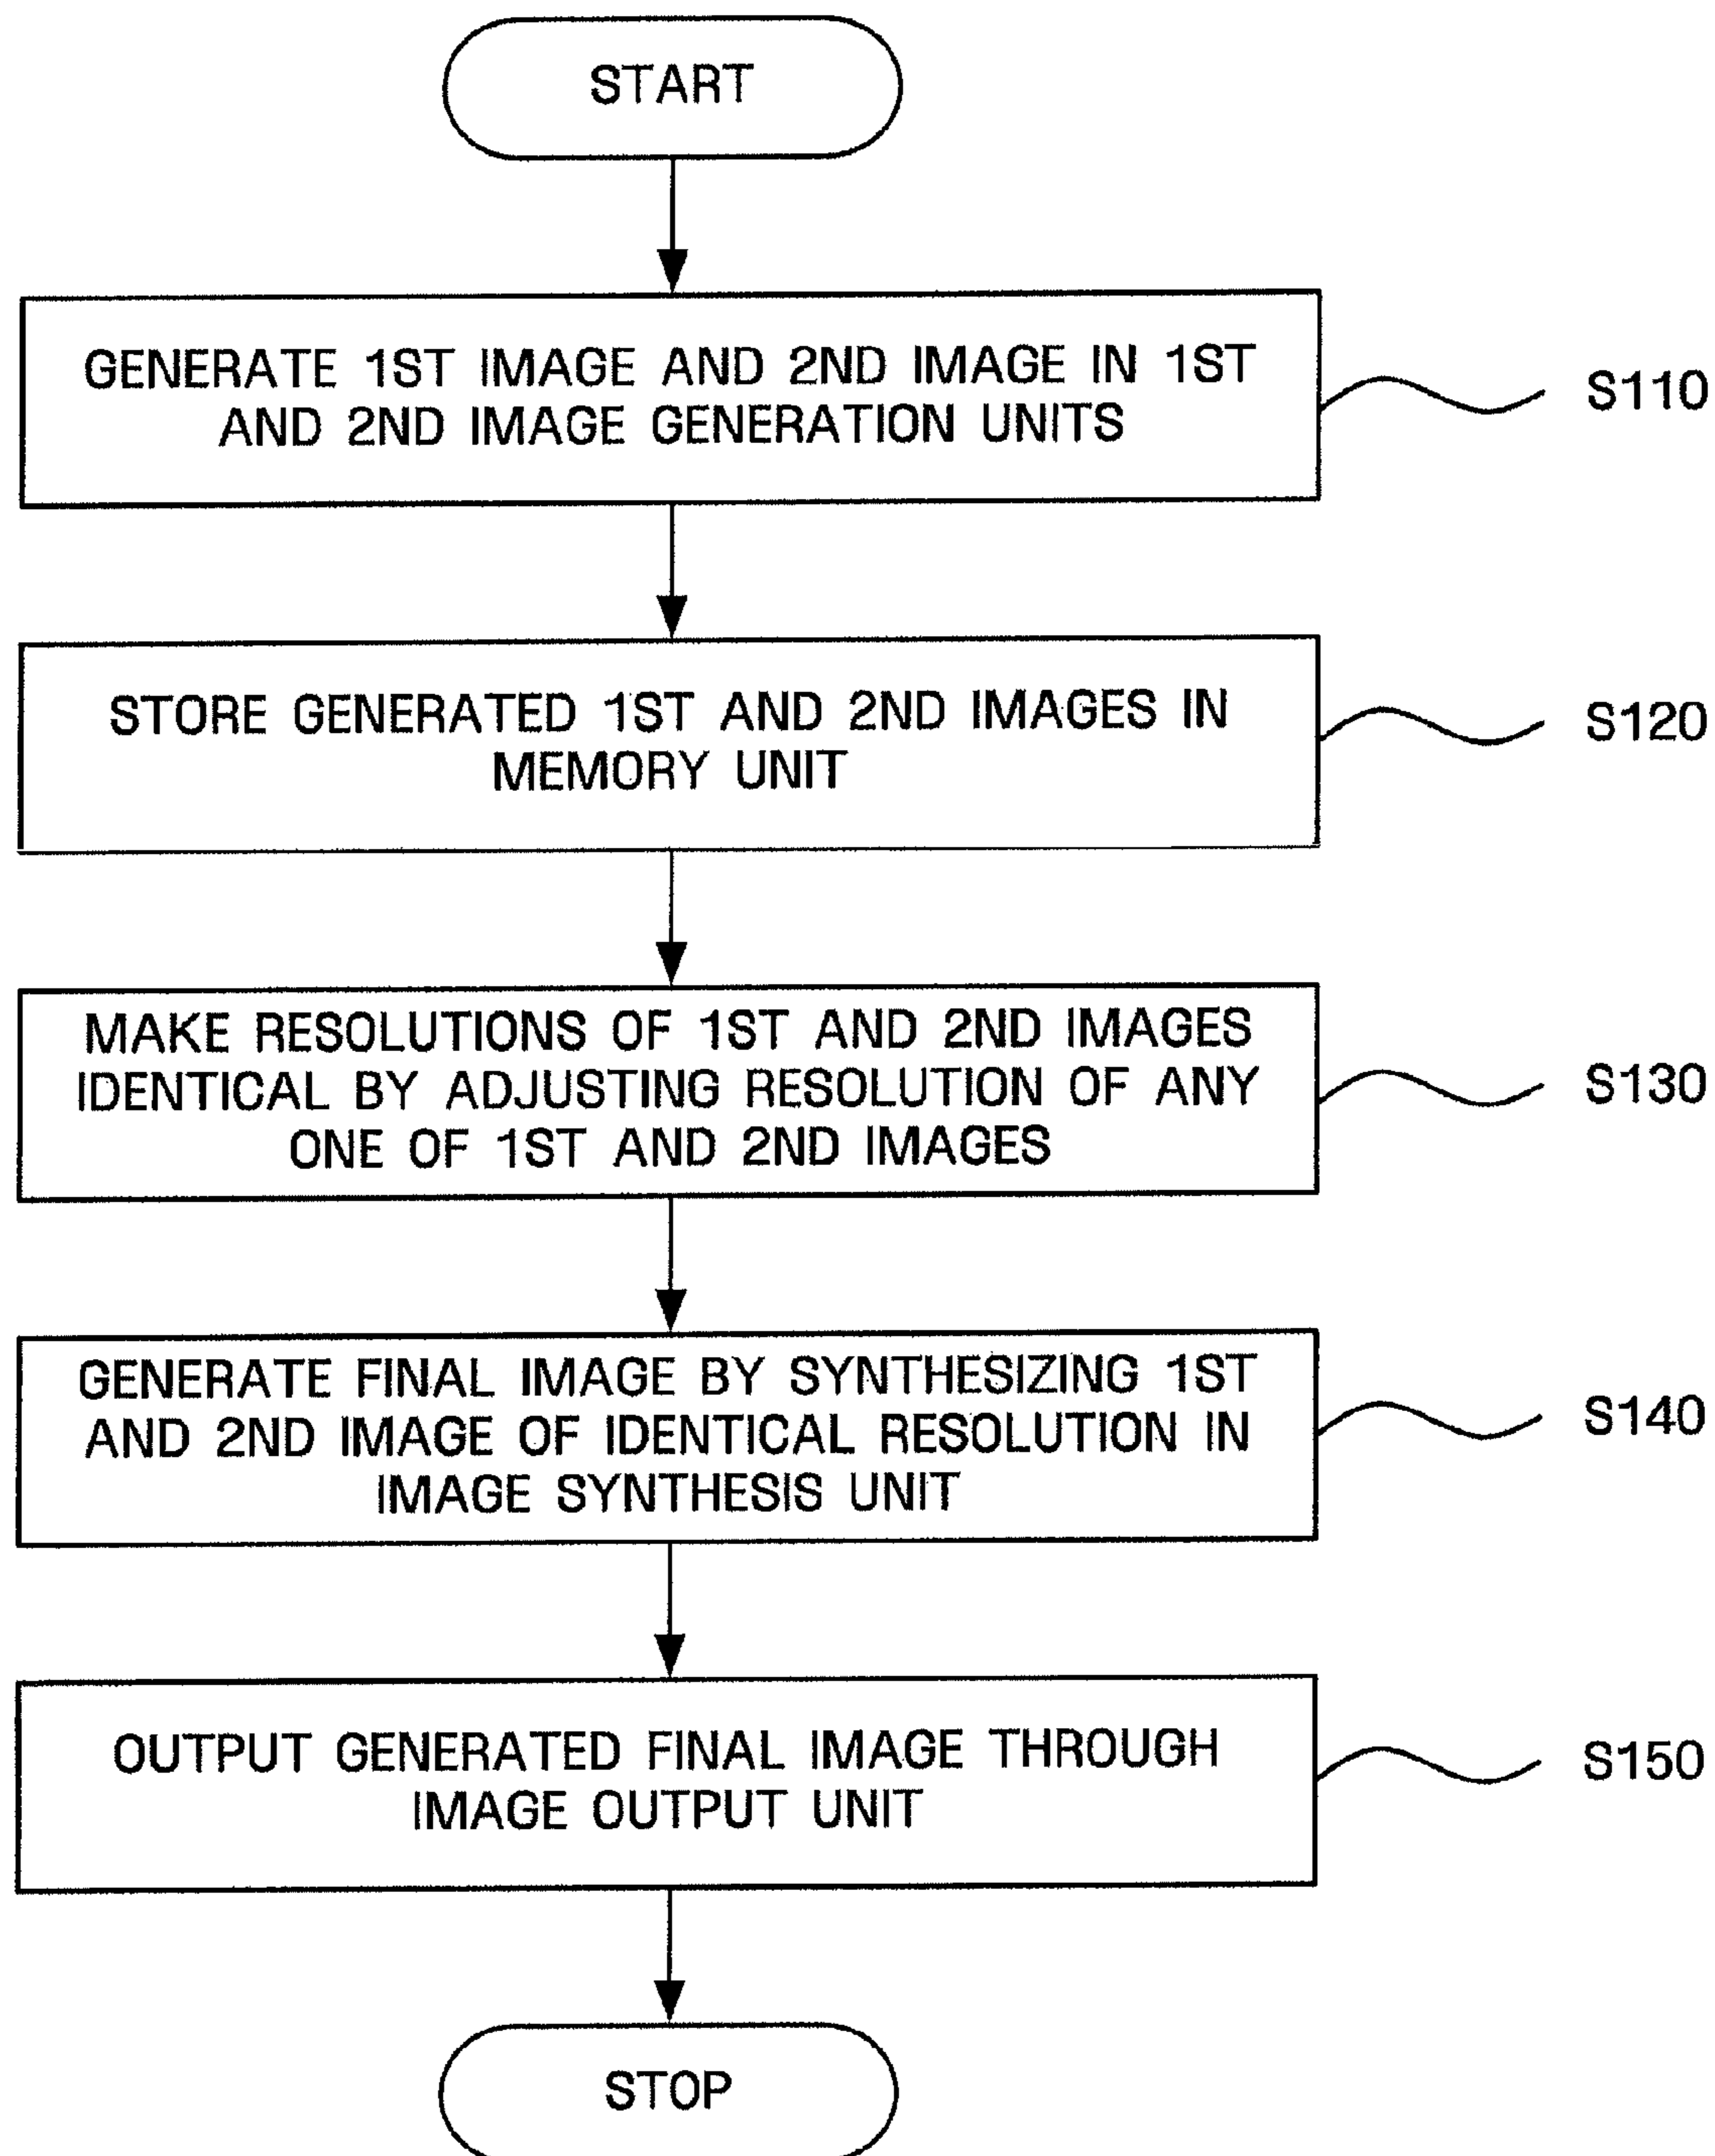 START
GENERATE 1ST IMAGE AND 2ND IMAGE IN 1ST
AND 2ND IMAGE GENERATION UNITS
S110
STORE GENERATED 1ST AND 2ND IMAGES IN
MEMORY UNIT
S120
MAKE RESOLUTIONS OF 1ST AND 2ND IMAGES
IDENTICAL BY ADJUSTING RESOLUTION OF ANY
ONE OF 1ST AND 2ND IMAGES
S130
GENERATE FINAL IMAGE BY SYNTHESIZING 1ST
AND 2ND IMAGE OF IDENTICAL RESOLUTION IN
IMAGE SYNTHESIS UNIT
S140
OUTPUT GENERATED FINAL IMAGE THROUGH
IMAGE OUTPUT UNIT
S150
STOP